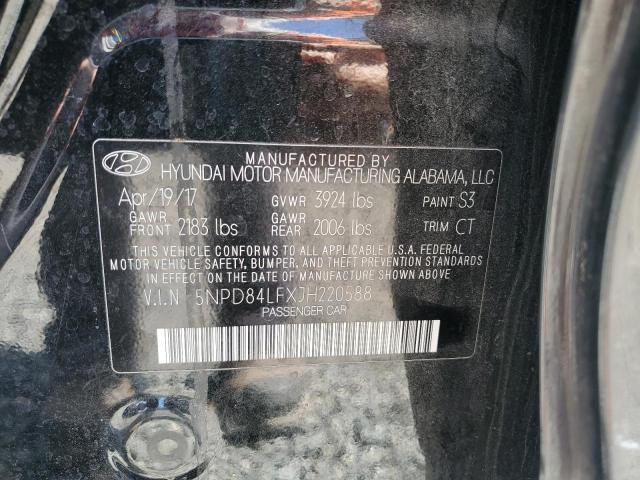 MANUFACTURED BY
HYUNDAI MOTOR MANUFACTURING ALABAMA, LLC
Apr/19/17 GVWR 3924 lbs PAINT S3
GAWR FRONT 2183 lbs GAWR REAR 2006 lbs TRIM CT
THIS VEHICLE CONFORMS TO ALL APPLICABLE U.S.A. FEDERAL
MOTOR VEHICLE SAFETY, BUMPER, AND THEFT PREVENTION
STANDARDS IN EFFECT ON THE DATE OF MANUFACTURE SHOWN ABOVE
V.I.N 5NPD84LFXJH220588
PASSENGER CAR